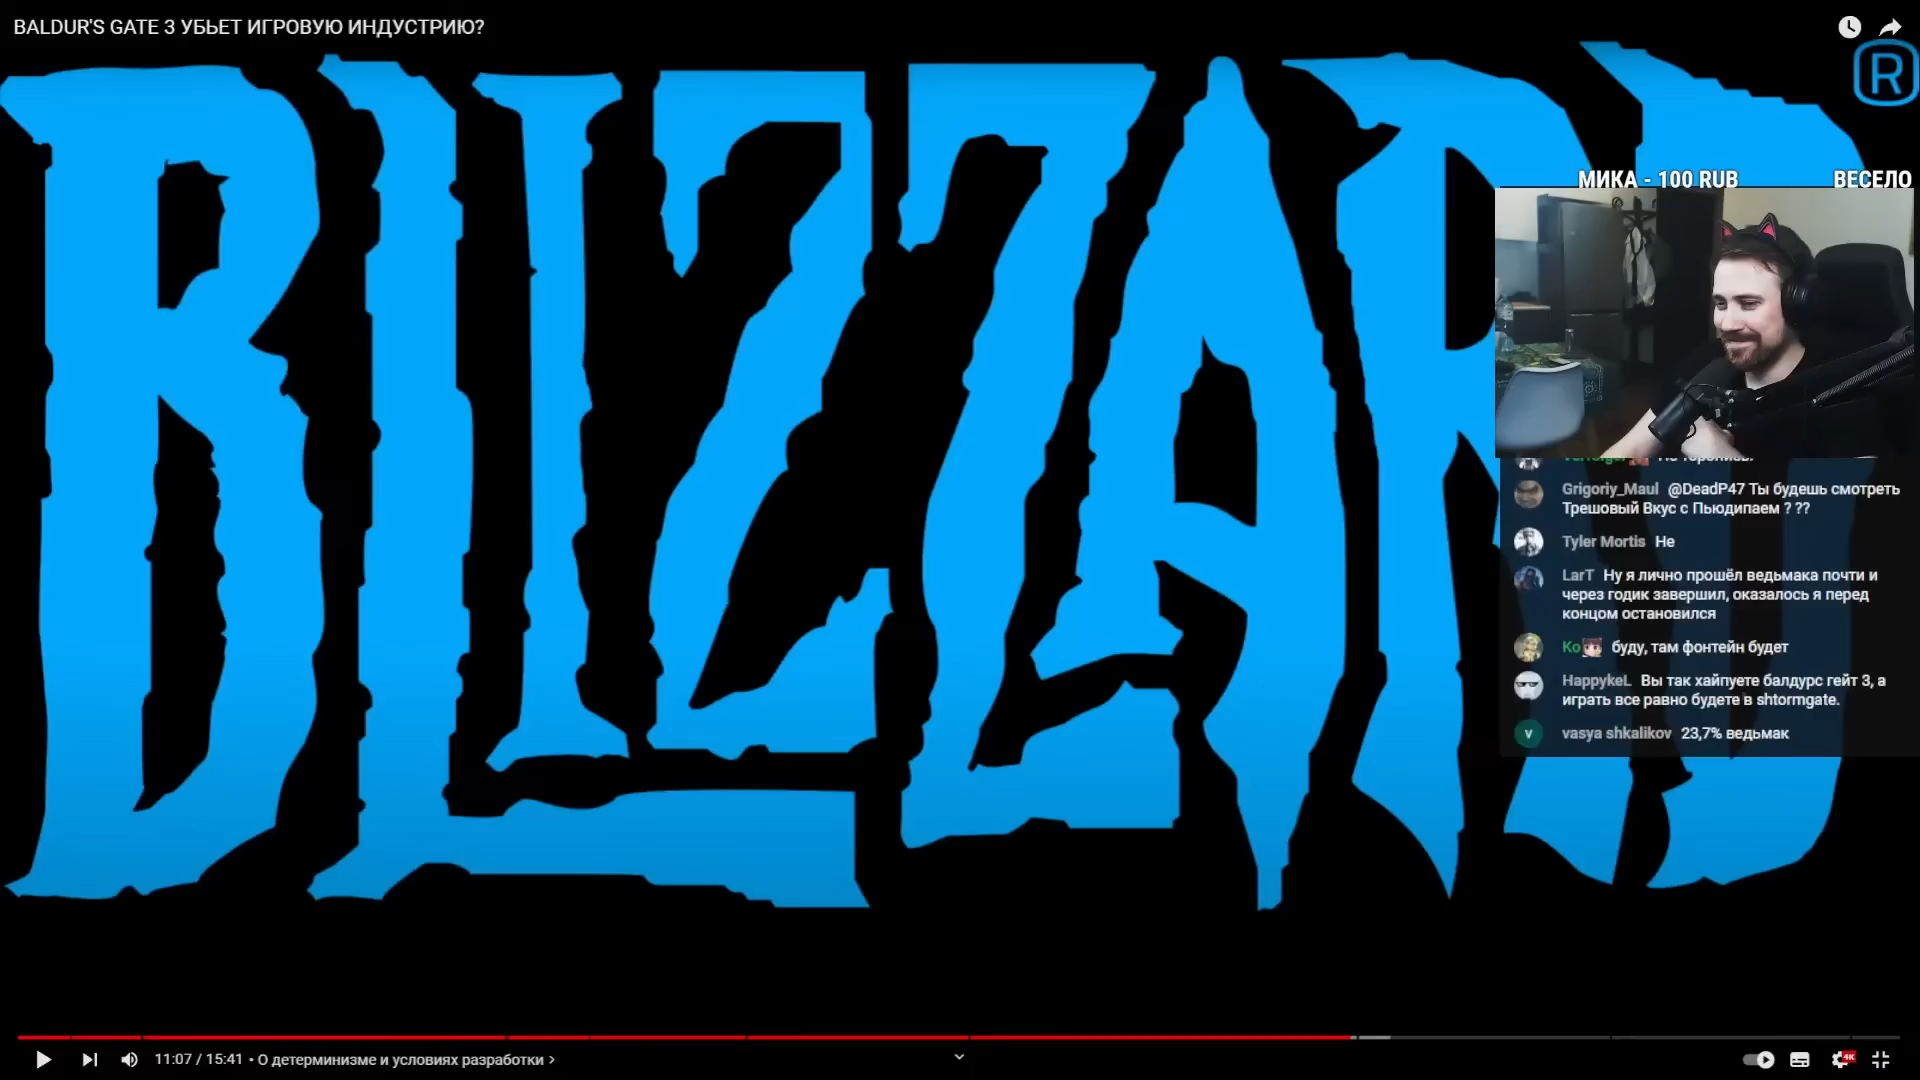 BALDUR'S GATE 3 УБЬЕТ ИГРОВУЮ ИНДУСТРИЮ?
BLIZZARD
®
МИКА - 100 RUB ВЕСЕЛО
Grigoriy_Maul @DeadP47 Ты будешь смотреть
Трешовый Вкус с Пьюдипаем ? ??
Tyler Mortis Не
LarT Ну я лично прошёл ведьмака почти и
через годик завершил, оказалось я перед
концом остановился
Ко буду, там фонтейн будет
HappykeL Вы так хайпуете балдурс гейт 3, а
играть все равно будете в shtormgate.
v vasya shkalikov 23,7% ведьмак
11:07 / 15:41 • О детерминизме и условиях разработки ›
4K